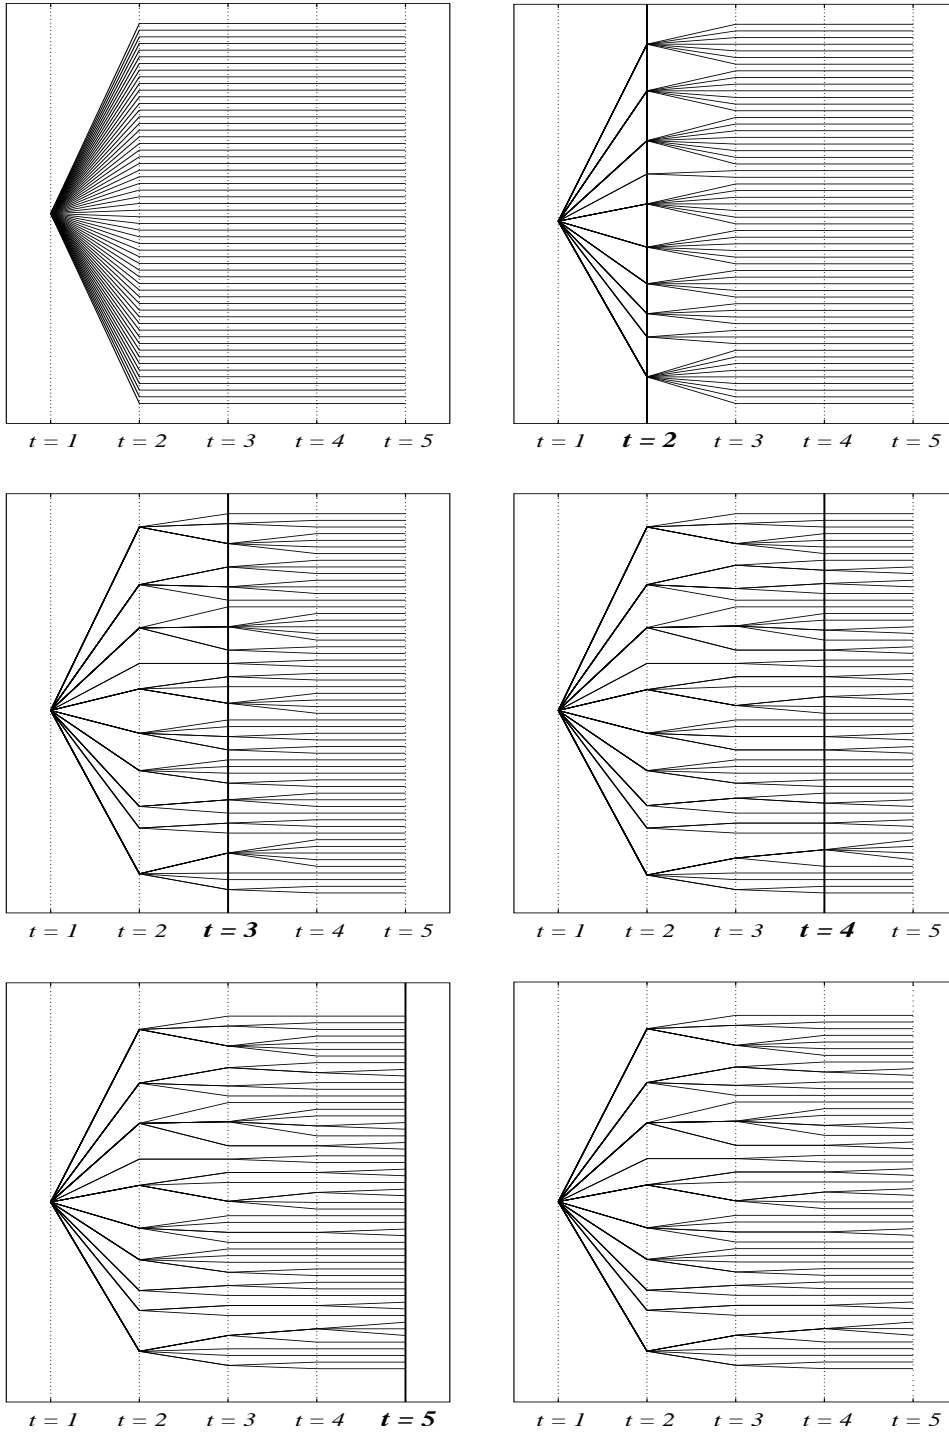 t = 1 t = 2 t = 3 t = 4 t = 5
t = 1 t = 2 t = 3 t = 4 t = 5
t = 1 t = 2 t = 3 t = 4 t = 5
t = 1 t = 2 t = 3 t = 4 t = 5
t = 1 t = 2 t = 3 t = 4 t = 5
t = 1 t = 2 t = 3 t = 4 t = 5